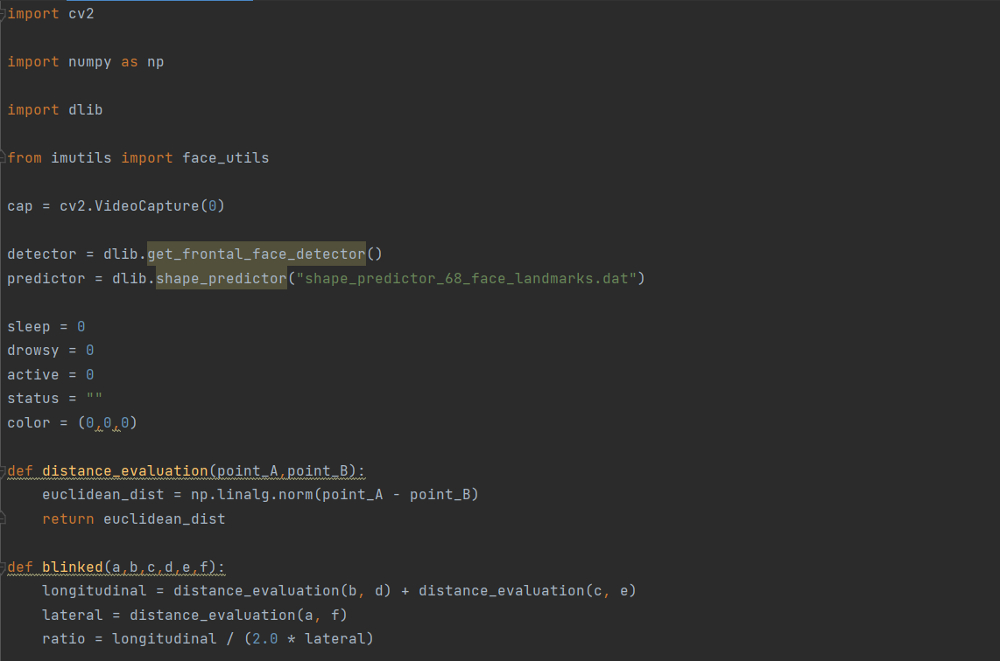 import cv2
import numpy as np
import dlib
from imutils import face_utils
cap = cv2.VideoCapture(0)
detector = dlib.get_frontal_face_detector()
predictor = dlib.shape_predictor("shape_predictor_68_face_landmarks.dat")
sleep = 0
drowsy = 0
active = 0
status = ""
color = (0,0,0)
def distance_evaluation(point_A,point_B):
    euclidean_dist = np.linalg.norm(point_A - point_B)
    return euclidean_dist
def blinked(a,b,c,d,e,f):
    longitudinal = distance_evaluation(b, d) + distance_evaluation(c, e)
    lateral = distance_evaluation(a, f)
    ratio = longitudinal / (2.0 * lateral)